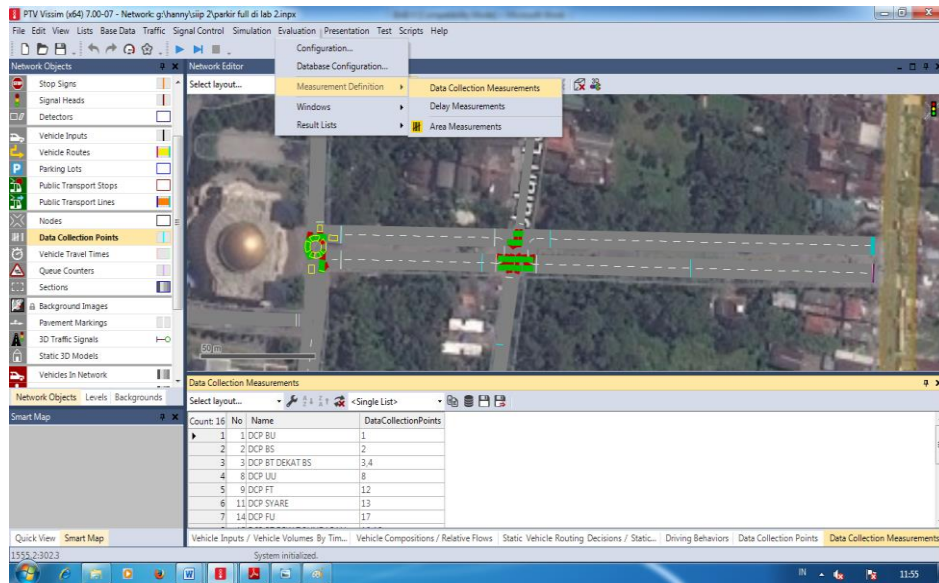 PTV Vissim (x64) 7.00-07 - Network: g:\hanny\siip 2\parkir full di lab 2.inpx
File Edit View Lists Base Data Traffic Signal Control Simulation Evaluation Presentation Test Scripts Help
Configuration...
Database Configuration...
Measurement Definition
Data Collection Measurements
Delay Measurements
Area Measurements
Windows
Result Lists
Network Objects
Stop Signs
Signal Heads
Detectors
Vehicle Inputs
Vehicle Routes
Parking Lots
Public Transport Stops
Public Transport Lines
Nodes
Data Collection Points
Vehicle Travel Times
Queue Counters
Sections
Background Images
Pavement Markings
3D Traffic Signals
Static 3D Models
Vehicles In Network
Network Objects Levels Backgrounds
Smart Map
Quick View Smart Map
Network Editor
Select layout...
50 m
Data Collection Measurements
Select layout... <Single List>
Count: 16 No Name DataCollectionPoints
1 1 DCP BU 1
2 2 DCP BS 2
3 3 DCP BT DEKAT BS 3,4
4 8 DCP UU 8
5 9 DCP FT 12
6 11 DCP SYARE 13
7 14 DCP FU 17
Vehicle Inputs / Vehicle Volumes By Tim... Vehicle Compositions / Relative Flows Static Vehicle Routing Decisions / Static... Driving Behaviors Data Collection Points Data Collection Measurements
1555.2:302.3 System initialized.
IN 11:55